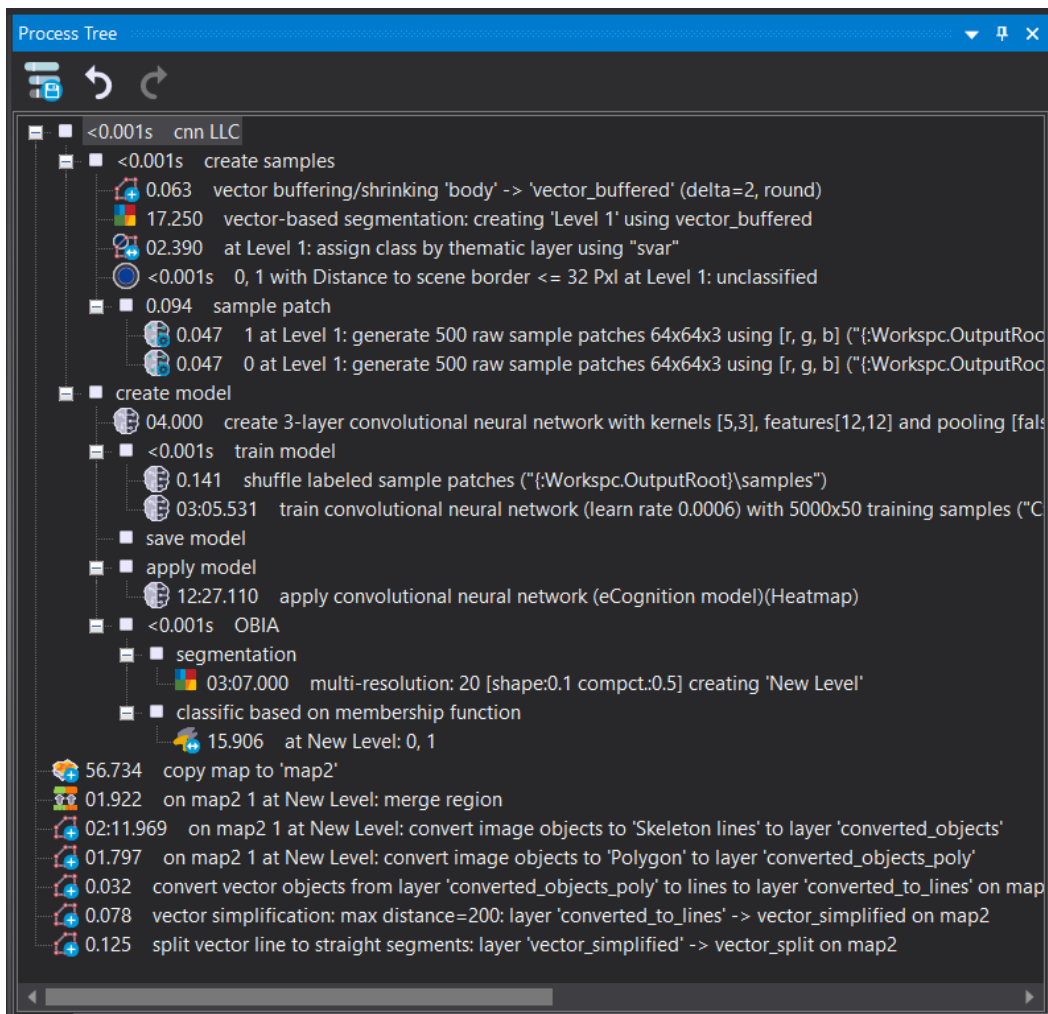 Process Tree
<0.001s cnn LLC
<0.001s create samples
0.063 vector buffering/shrinking 'body' -> 'vector_buffered' (delta=2, round)
17.250 vector-based segmentation: creating 'Level 1' using vector_buffered
02.390 at Level 1: assign class by thematic layer using "svar"
<0.001s 0, 1 with Distance to scene border <= 32 Pxl at Level 1: unclassified
0.094 sample patch
0.047 1 at Level 1: generate 500 raw sample patches 64x64x3 using [r, g, b] ("{:Workspc.OutputRoo
0.047 0 at Level 1: generate 500 raw sample patches 64x64x3 using [r, g, b] ("{:Workspc.OutputRoo
create model
04.000 create 3-layer convolutional neural network with kernels [5,3], features[12,12] and pooling [fals
<0.001s train model
0.141 shuffle labeled sample patches ("{:Workspc.OutputRoot}\samples")
03:05.531 train convolutional neural network (learn rate 0.0006) with 5000x50 training samples ("C
save model
apply model
12:27.110 apply convolutional neural network (eCognition model)(Heatmap)
<0.001s OBIA
segmentation
03:07.000 multi-resolution: 20 [shape:0.1 compct.:0.5] creating 'New Level'
classific based on membership function
15.906 at New Level: 0, 1
56.734 copy map to 'map2'
01.922 on map2 1 at New Level: merge region
02:11.969 on map2 1 at New Level: convert image objects to 'Skeleton lines' to layer 'converted_objects'
01.797 on map2 1 at New Level: convert image objects to 'Polygon' to layer 'converted_objects_poly'
0.032 convert vector objects from layer 'converted_objects_poly' to lines to layer 'converted_to_lines' on map
0.078 vector simplification: max distance=200: layer 'converted_to_lines' -> vector_simplified on map2
0.125 split vector line to straight segments: layer 'vector_simplified' -> vector_split on map2